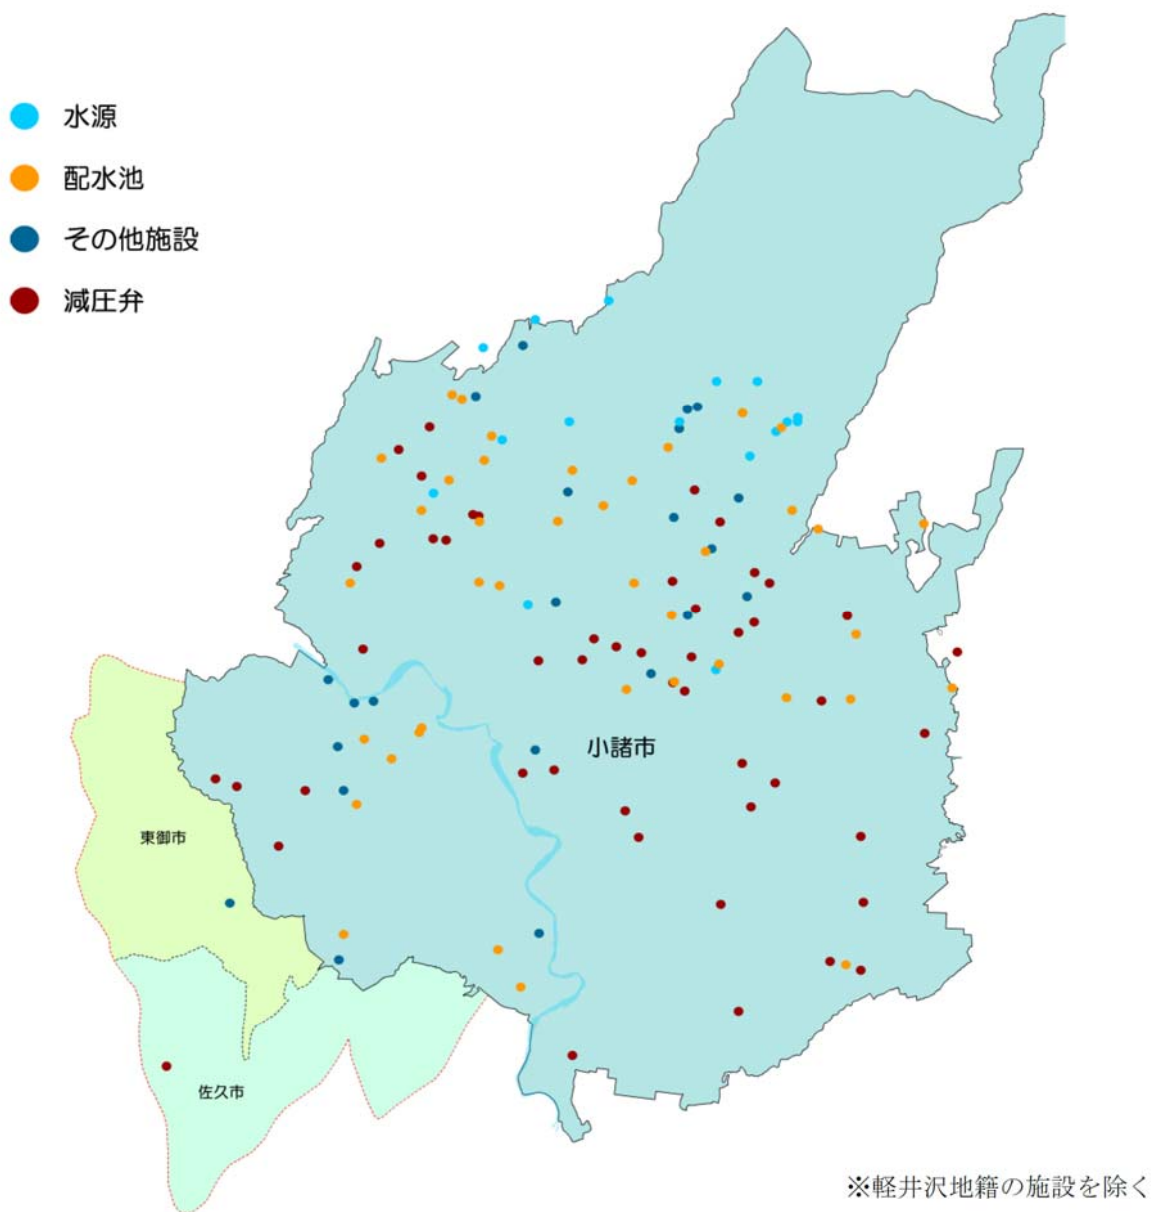 水源
配水池
その他施設
減圧弁
小諸市
東御市
佐久市
※軽井沢地籍の施設を除く